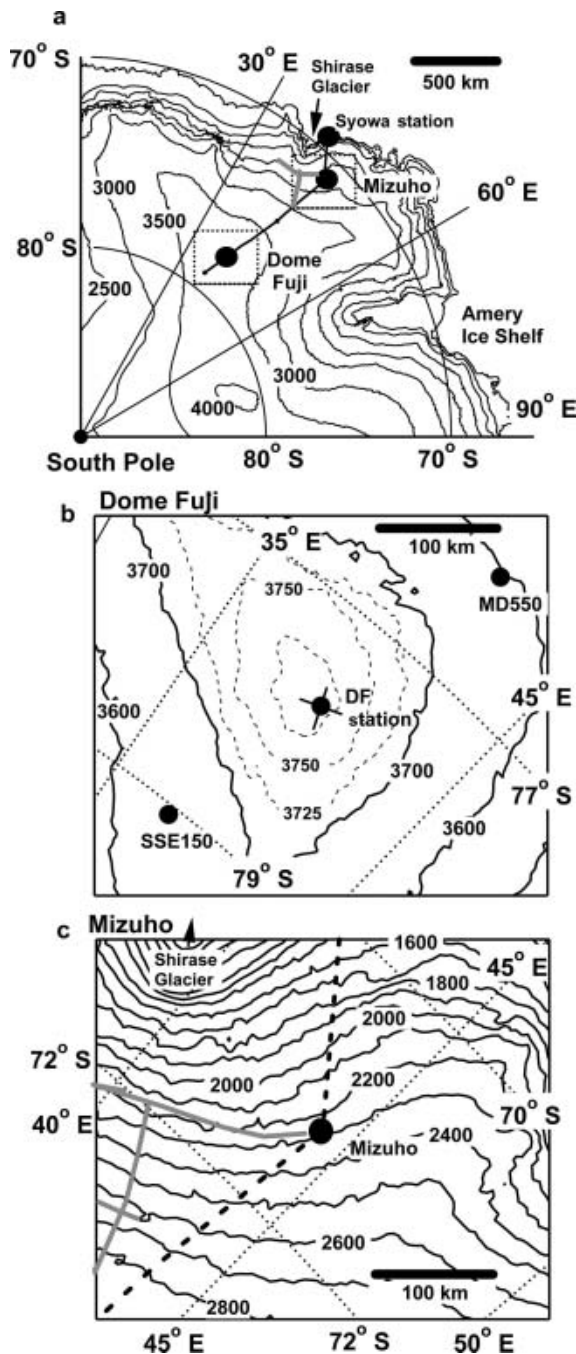 a
70° S
30° E
Shirase
Glacier
500 km
Syowa station
3000
3500
Mizuho
60° E
80° S
Dome
Fuji
2500
Amery
Ice Shelf
3000
4000
90° E
South Pole
80° S
70° S
Dome Fuji
b
35° E
100 km
3700
3750
MD550
DF
station
45° E
3600
3750
3700
77° S
3725
3600
SSE150
79° S
c
Mizuho
Shirase
Glacier
1600
45° E
1800
2000
72° S
2000
2200
40° E
70° S
Mizuho
2400
2600
100 km
2800
45° E
72° S
50° E